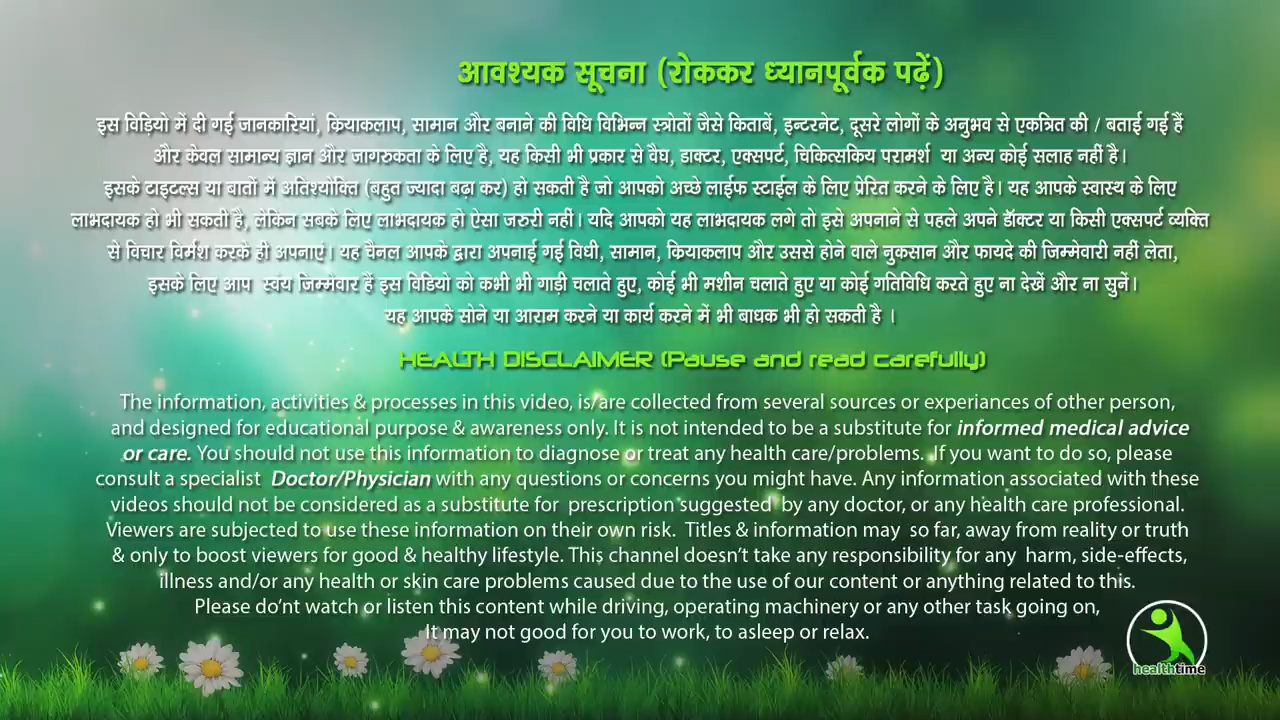 आवश्यक सूचना (रोककर ध्यानपूर्वक पढ़ें)
इस विड़ियो में दी गई जानकारियां, कियाकलाप, सामान और बनाने की विधि विभिन्न स्त्रोतों जैसे किताबें, इन्टरनेट, दूसरे लोगों के अनुभव से एकत्रित की / बताई गई हैं
और केवल सामान्य ज्ञान और जागरुकता के लिए है, यह किसी भी प्रकार से वैघ, डाक्टर, एक्सपर्ट, चिकित्सकिय परामर्श या अन्य कोई सलाह नहीं है।
इसके टाइटल्स या बातों में अतिश्योक्ति (बहुत ज्यादा बढ़ा कर) हो सकती है जो आपको अच्छे लाईफ स्टाईल के लिए प्रेरित करने के लिए है। यह आपके स्वास्थ के लिए
लाभदायक हो भी सकती है, लेकिन सबके लिए लाभदायक हो ऐसा जरुरी नहीं। यदि आपको यह लाभदायक लगे तो इसे अपनाने से पहले अपने डॉक्टर या किसी एक्सपर्ट व्यक्ति
से विचार विर्मश करके ही अपनाएं। यह चैनल आपके द्वारा अपनाई गई विधी, सामान, कियाकलाप और उससे होने वाले नुकसान और फायदे की जिम्मेवारी नहीं लेता,
इसके लिए आप स्वंय जिम्मेवार हैं इस विडियो को कभी भी गाड़ी चलाते हुए, कोई भी मशीन चलाते हुए या कोई गतिविधि करते हुए ना देखें और ना सुनें।
यह आपके सोने या आराम करने या कार्य करने में भी बाधक भी हो सकती है ।
HEALTH DISCLAIMER (Pause and read carefully)
The information, activities & processes in this video, is/are collected from several sources or experiances of other person,
and designed for educational purpose & awareness only. It is not intended to be a substitute for informed medical advice
or care. You should not use this information to diagnose or treat any health care/problems. If you want to do so, please
consult a specialist Doctor/Physician with any questions or concerns you might have. Any information associated with these
videos should not be considered as a substitute for prescription suggested by any doctor, or any health care professional.
Viewers are subjected to use these information on their own risk. Titles & information may so far, away from reality or truth
& only to boost viewers for good & healthy lifestyle. This channel doesn't take any responsibility for any harm, side-effects,
illness and/or any health or skin care problems caused due to the use of our content or anything related to this.
Please do'nt watch or listen this content while driving, operating machinery or any other task going on,
It may not good for you to work, to asleep or relax.
healthtime